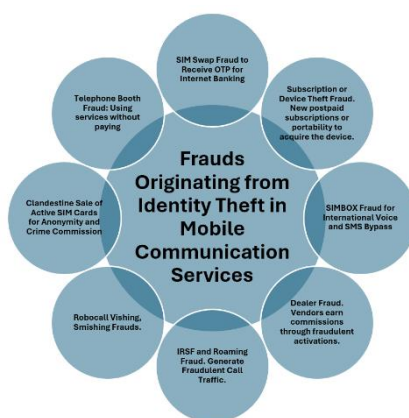 SIM Swap Fraud to
Receive OTP for
Internet Banking
Subscription or
Device Theft Fraud.
New postpaid
subscriptions or
portability to
acquire the device.
SIMBOX Fraud for
International Voice
and SMS Bypass
Dealer Fraud.
Vendors earn
commissions
through fraudulent
activations.
IRSF and Roaming
Fraud. Generate
Fraudulent Call
Traffic.
Robocall Vishing,
Smishing Frauds.
Clandestine Sale of
Active SIM Cards
for Anonymity and
Crime Commission
Telephone Booth
Fraud: Using
services without
paying
Frauds
Originating from
Identity Theft in
Mobile
Communication
Services